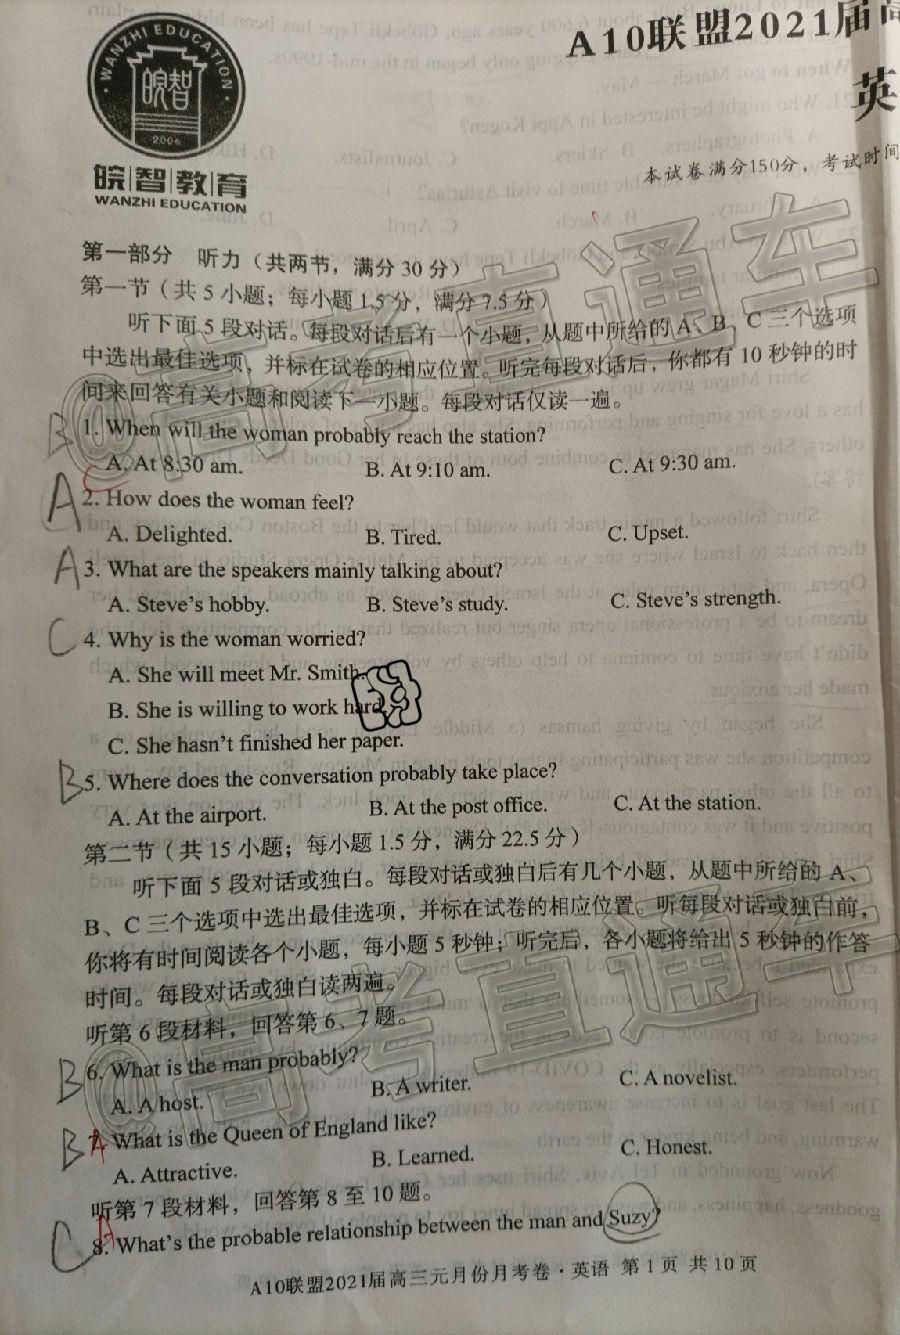 WANZHI EDUCATION
皖智
2006
皖智教育
WANZHI EDUCATION
A10联盟2021届高
英
本试卷满分150分，考试时间
第一部分 听力（共两节，满分 30 分）
第一节（共 5 小题；每小题 1.5 分，满分 7.5 分）
听下面 5 段对话。每段对话后有一个小题，从题中所给的 A、B、C 三个选项
中选出最佳选项，并标在试卷的相应位置。听完每段对话后，你都有 10 秒钟的时
间来回答有关小题和阅读下一小题。每段对话仅读一遍。
B 1. When will the woman probably reach the station?
A. At 8:30 am. B. At 9:10 am. C. At 9:30 am.
C
A 2. How does the woman feel?
A. Delighted. B. Tired. C. Upset.
A 3. What are the speakers mainly talking about?
A. Steve's hobby. B. Steve's study. C. Steve's strength.
C 4. Why is the woman worried?
A. She will meet Mr. Smith.
B. She is willing to work hard.
C. She hasn't finished her paper.
B 5. Where does the conversation probably take place?
A. At the airport. B. At the post office. C. At the station.
第二节（共 15 小题；每小题 1.5 分，满分 22.5 分）
听下面 5 段对话或独白。每段对话或独白后有几个小题，从题中所给的 A、
B、C 三个选项中选出最佳选项，并标在试卷的相应位置。听每段对话或独白前，
你将有时间阅读各个小题，每小题 5 秒钟；听完后，各小题将给出 5 秒钟的作答
时间。每段对话或独白读两遍。
听第 6 段材料，回答第 6、7 题。
B 6. What is the man probably?
A. A host. B. A writer. C. A novelist.
B A What is the Queen of England like?
A. Attractive. B. Learned. C. Honest.
听第 7 段材料，回答第 8 至 10 题。
C A 8. What's the probable relationship between the man and Suzy?
A10联盟2021届高三元月份月考卷·英语 第 1 页 共 10 页
@高考直通车
@高考直通车